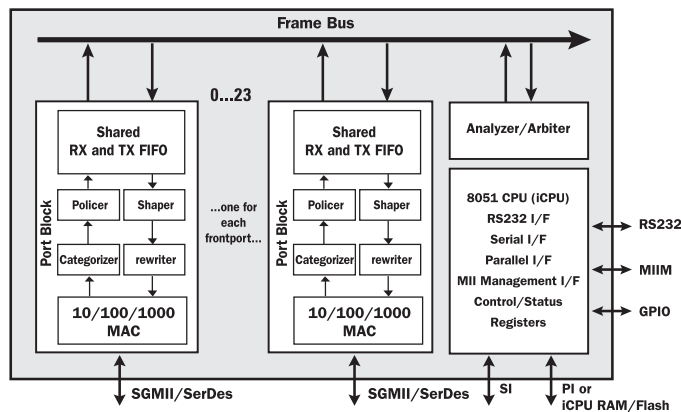 Frame Bus
0...23
Shared
RX and TX FIFO
Policer
Shaper
Categorizer
rewriter
10/100/1000
MAC
Port Block
...one for
each
frontport...
Shared
RX and TX FIFO
Policer
Shaper
Categorizer
rewriter
10/100/1000
MAC
Port Block
Analyzer/Arbiter
8051 CPU (iCPU)
RS232 I/F
Serial I/F
Parallel I/F
MII Management I/F
Control/Status
Registers
RS232
MIIM
GPIO
SGMII/SerDes
SGMII/SerDes
SI
PI or
iCPU RAM/Flash